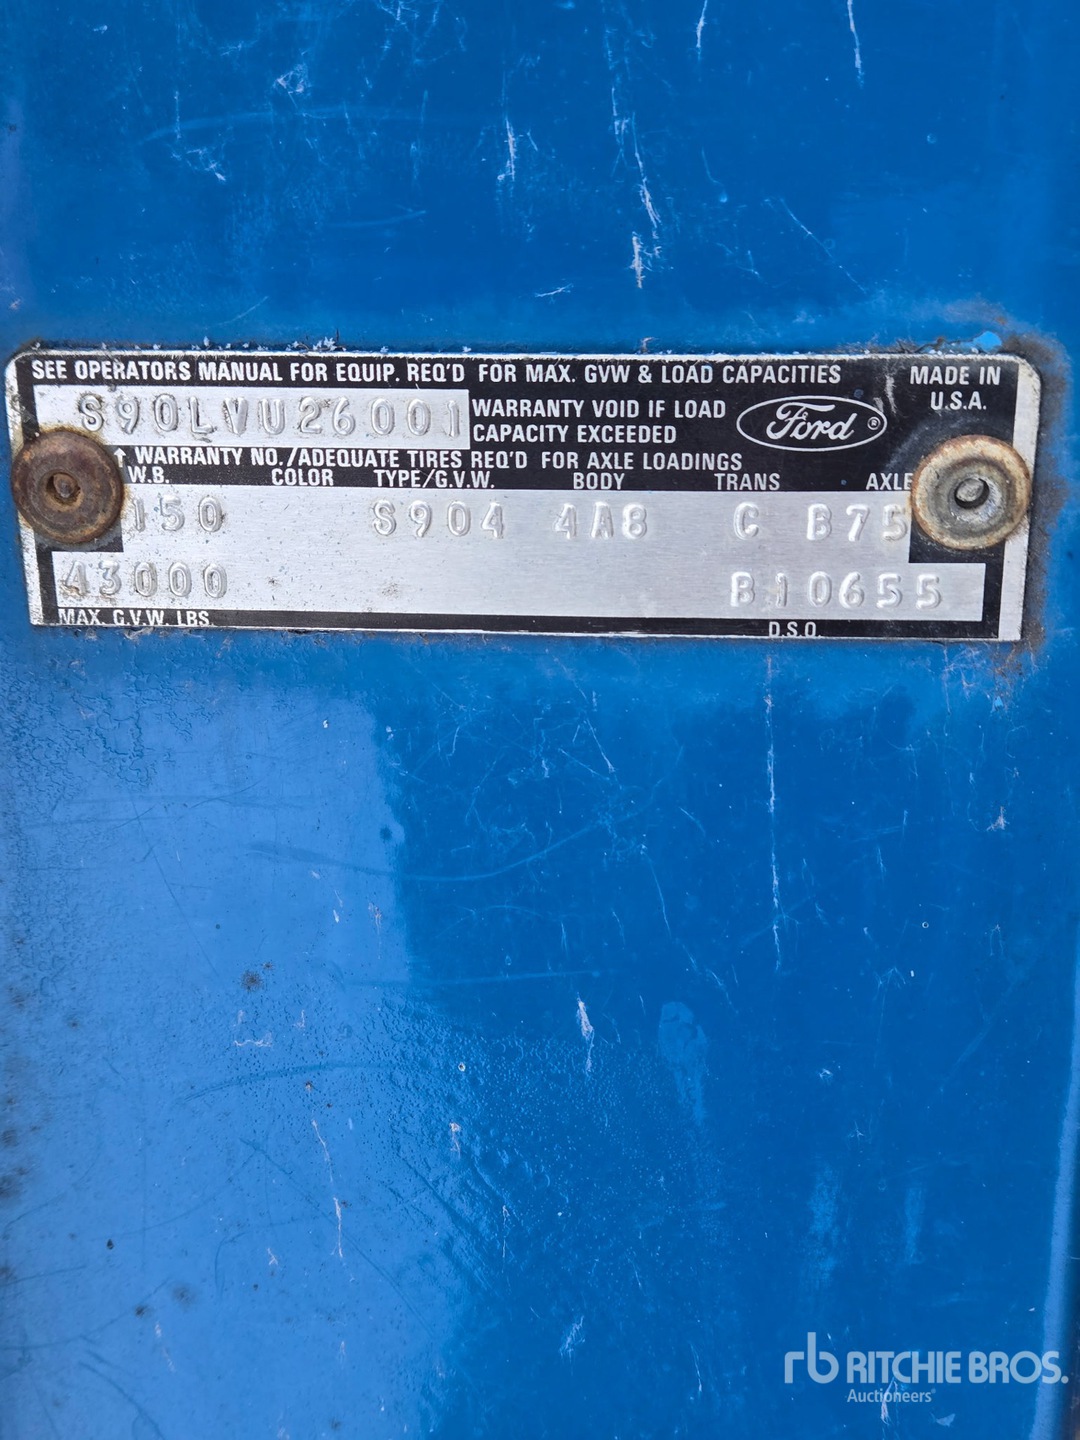 SEE OPERATORS MANUAL FOR EQUIP. REQ'D FOR MAX. GVW & LOAD CAPACITIES
MADE IN
U.S.A.
S90LVU26001
WARRANTY VOID IF LOAD
CAPACITY EXCEEDED
Ford ®
↑ WARRANTY NO./ADEQUATE TIRES REQ'D FOR AXLE LOADINGS
W.B. COLOR TYPE/G.V.W. BODY TRANS AXLE
150 S904 4A8 C B75
43000 B10655
MAX. G.V.W. LBS. D.S.O.
rb RITCHIE BROS.
Auctioneers